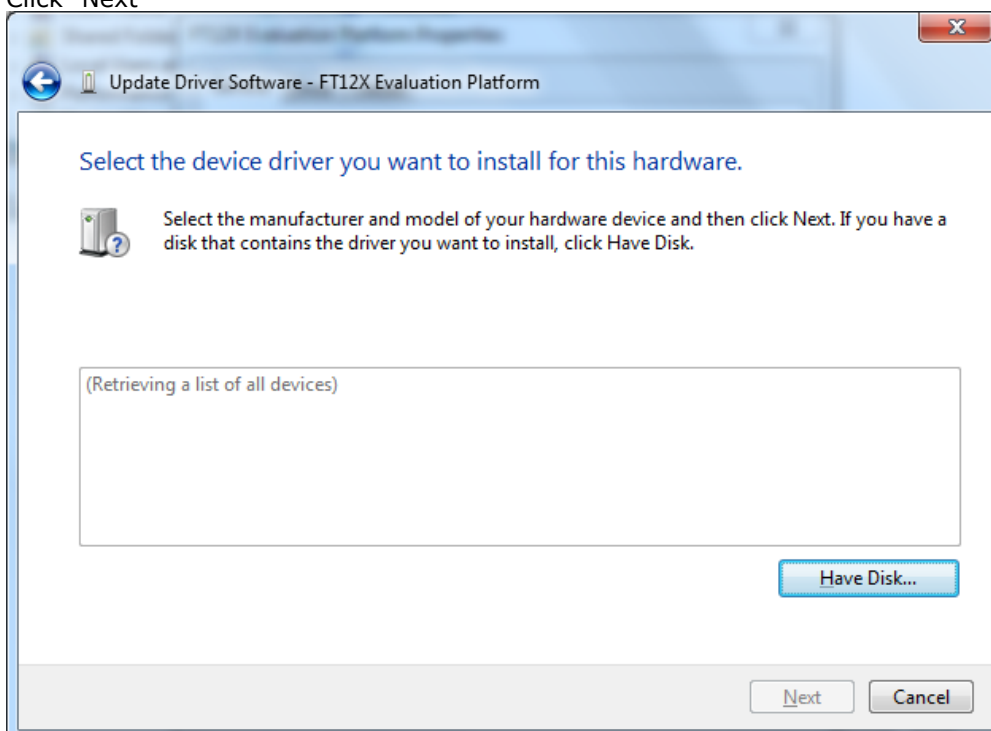 Click "Next"
Update Driver Software - FT12X Evaluation Platform
Select the device driver you want to install for this hardware.
Select the manufacturer and model of your hardware device and then click Next. If you have a
disk that contains the driver you want to install, click Have Disk.
(Retrieving a list of all devices)
Have Disk...
Next
Cancel